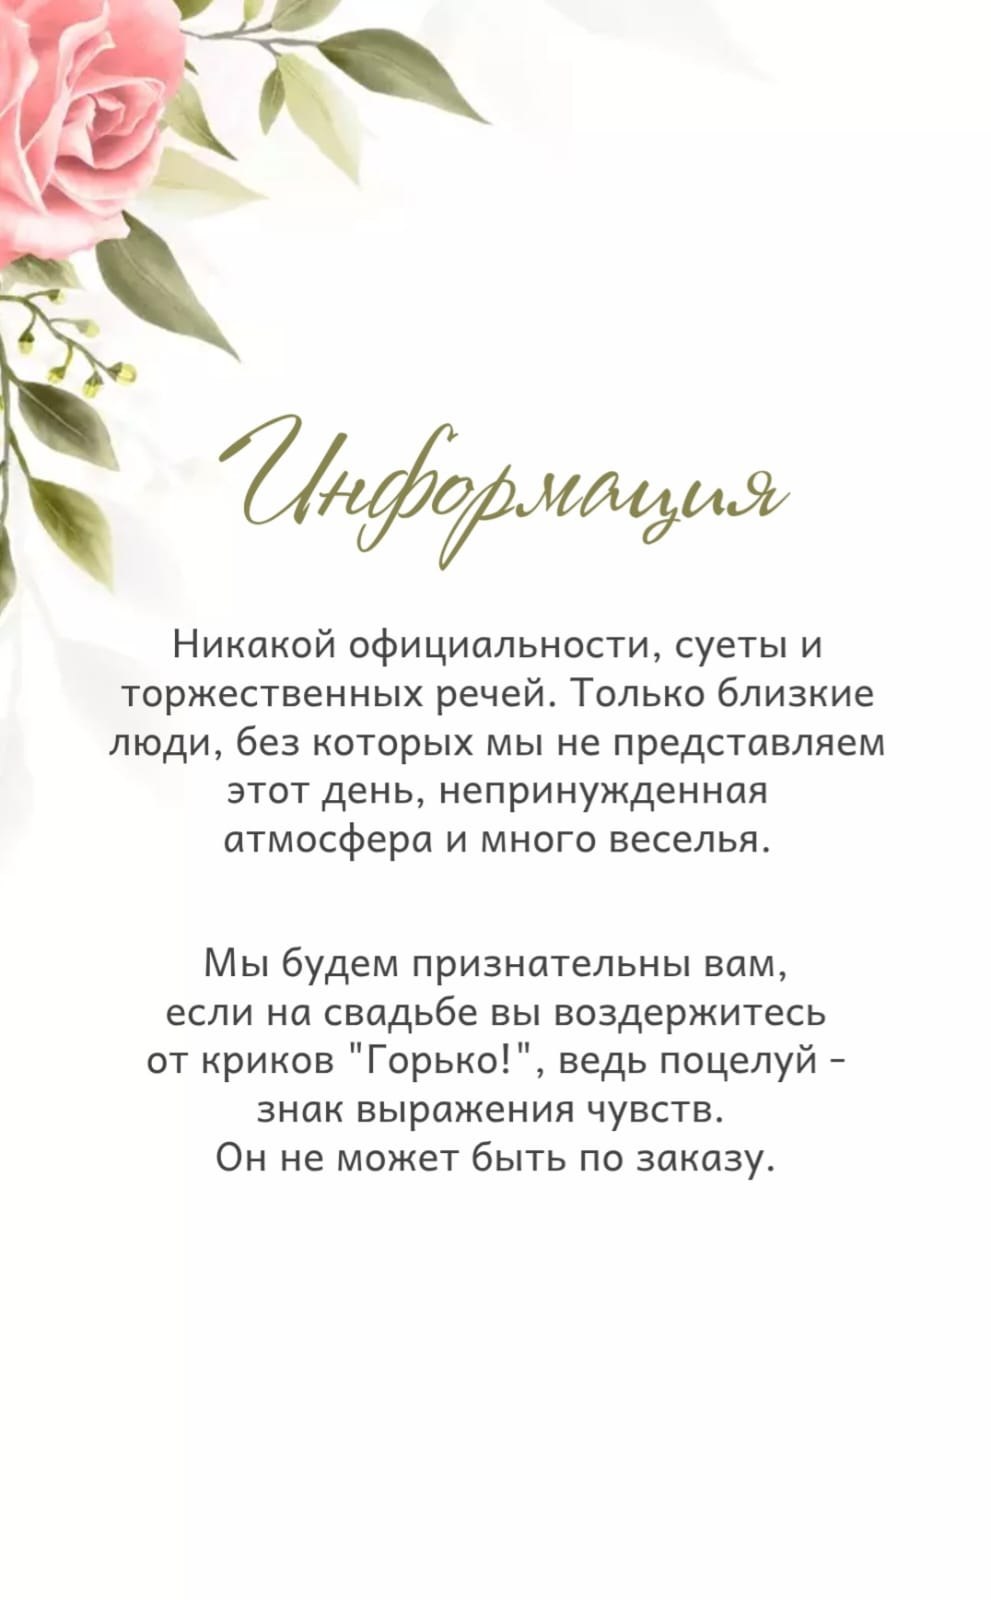 Информация
Никакой официальности, суеты и
торжественных речей. Только близкие
люди, без которых мы не представляем
этот день, непринужденная
атмосфера и много веселья.
Мы будем признательны вам,
если на свадьбе вы воздержитесь
от криков "Горько!", ведь поцелуй -
знак выражения чувств.
Он не может быть по заказу.